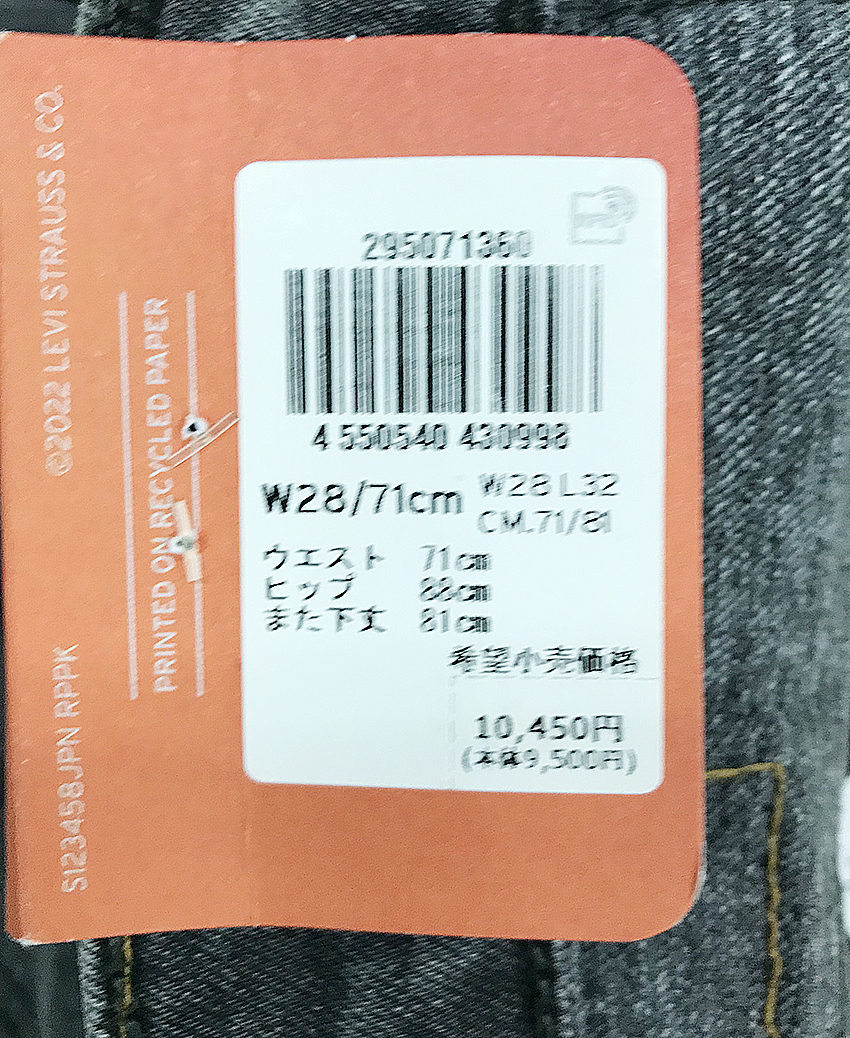 295071360
4 550540 430998
W28/71cm
W28 L32
CM.71/81
ウエスト 71cm
ヒップ 88cm
また下丈 81cm
希望小売価格
10,450円
(本体9,500円)
©2022 LEVI STRAUSS & CO.
PRINTED ON RECYCLED PAPER
S123458JPN RPPK